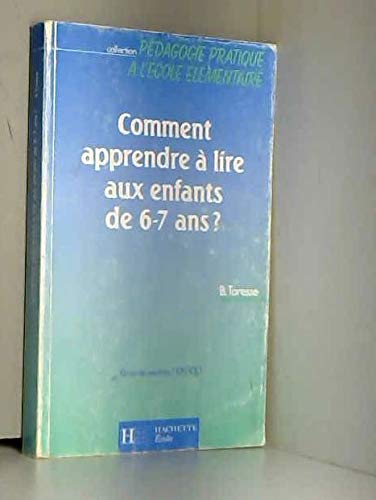 collection PÉDAGOGIE PRATIQUE
À L'ÉCOLE ÉLÉMENTAIRE
Comment
apprendre à lire
aux enfants
de 6-7 ans ?
B. Toresse
H HACHETTE
Écoles